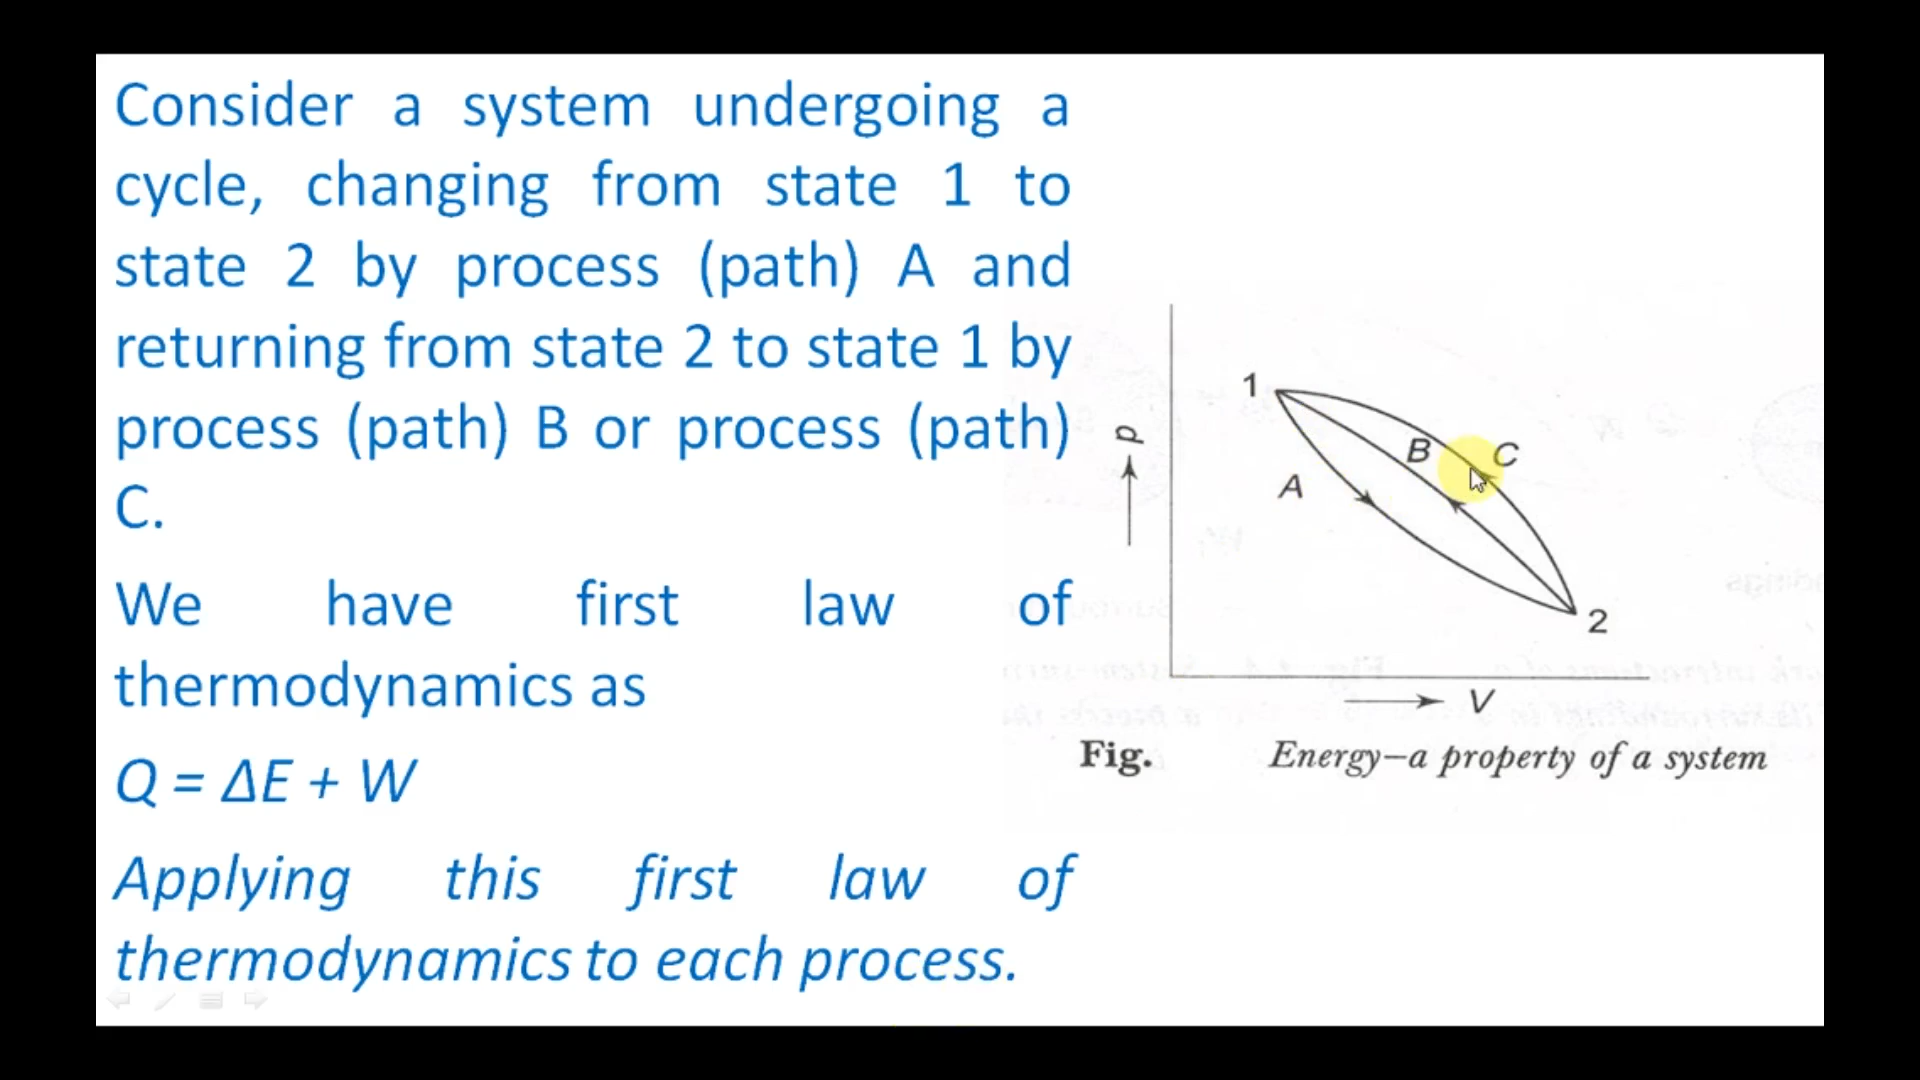 Consider a system undergoing a
cycle, changing from state 1 to
state 2 by process (path) A and
returning from state 2 to state 1 by
process (path) B or process (path)
C.
We have first law of
thermodynamics as
Q = ΔE + W
Applying this first law of
thermodynamics to each process.
1
p
B
C
A
2
V
Fig. Energy—a property of a system